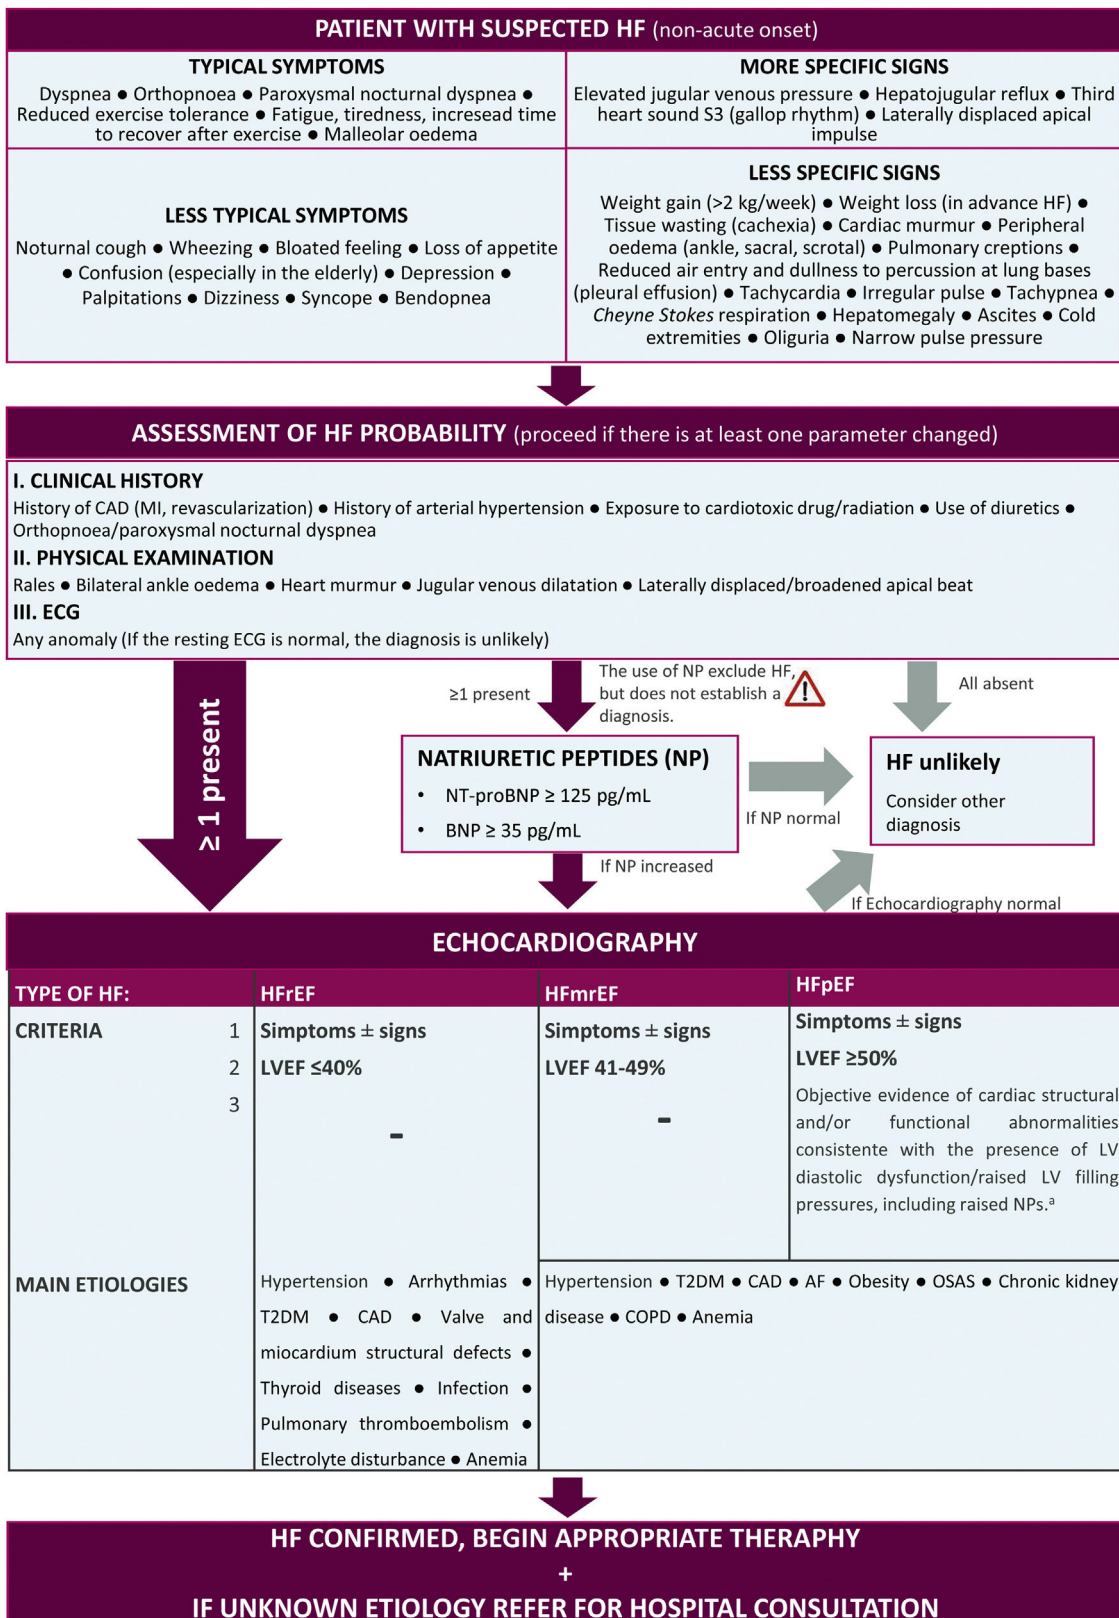 PATIENT WITH SUSPECTED HF (non-acute onset)
TYPICAL SYMPTOMS
Dyspnea ● Orthopnoea ● Paroxysmal nocturnal dyspnea ●
Reduced exercise tolerance ● Fatigue, tiredness, incresead time
to recover after exercise ● Malleolar oedema
MORE SPECIFIC SIGNS
Elevated jugular venous pressure ● Hepatojugular reflux ● Third
heart sound S3 (gallop rhythm) ● Laterally displaced apical
impulse
LESS TYPICAL SYMPTOMS
Noturnal cough ● Wheezing ● Bloated feeling ● Loss of appetite
● Confusion (especially in the elderly) ● Depression ●
Palpitations ● Dizziness ● Syncope ● Bendopnea
LESS SPECIFIC SIGNS
Weight gain (>2 kg/week) ● Weight loss (in advance HF) ●
Tissue wasting (cachexia) ● Cardiac murmur ● Peripheral
oedema (ankle, sacral, scrotal) ● Pulmonary creptions ●
Reduced air entry and dullness to percussion at lung bases
(pleural effusion) ● Tachycardia ● Irregular pulse ● Tachypnea ●
Cheyne Stokes respiration ● Hepatomegaly ● Ascites ● Cold
extremities ● Oliguria ● Narrow pulse pressure
ASSESSMENT OF HF PROBABILITY (proceed if there is at least one parameter changed)
I. CLINICAL HISTORY
History of CAD (MI, revascularization) ● History of arterial hypertension ● Exposure to cardiotoxic drug/radiation ● Use of diuretics ●
Orthopnoea/paroxysmal nocturnal dyspnea
II. PHYSICAL EXAMINATION
Rales ● Bilateral ankle oedema ● Heart murmur ● Jugular venous dilatation ● Laterally displaced/broadened apical beat
III. ECG
Any anomaly (If the resting ECG is normal, the diagnosis is unlikely)
≥ 1 present
≥1 present
The use of NP exclude HF,
but does not establish a
diagnosis.
All absent
NATRIURETIC PEPTIDES (NP)
• NT-proBNP ≥ 125 pg/mL
• BNP ≥ 35 pg/mL
If NP normal
HF unlikely
Consider other
diagnosis
If NP increased
If Echocardiography normal
ECHOCARDIOGRAPHY
TYPE OF HF: HFrEF HFmrEF HFpEF
CRITERIA
1
2
3
Simptoms ± signs
LVEF ≤40%
-
Simptoms ± signs
LVEF 41-49%
-
Simptoms ± signs
LVEF ≥50%
Objective evidence of cardiac structural
and/or functional abnormalities
consistente with the presence of LV
diastolic dysfunction/raised LV filling
pressures, including raised NPs.ᵃ
MAIN ETIOLOGIES
Hypertension ● Arrhythmias ●
T2DM ● CAD ● Valve and
miocardium structural defects ●
Thyroid diseases ● Infection ●
Pulmonary thromboembolism ●
Electrolyte disturbance ● Anemia
Hypertension ● T2DM ● CAD ● AF ● Obesity ● OSAS ● Chronic kidney
disease ● COPD ● Anemia
HF CONFIRMED, BEGIN APPROPRIATE THERAPHY
+
IF UNKNOWN ETIOLOGY REFER FOR HOSPITAL CONSULTATION